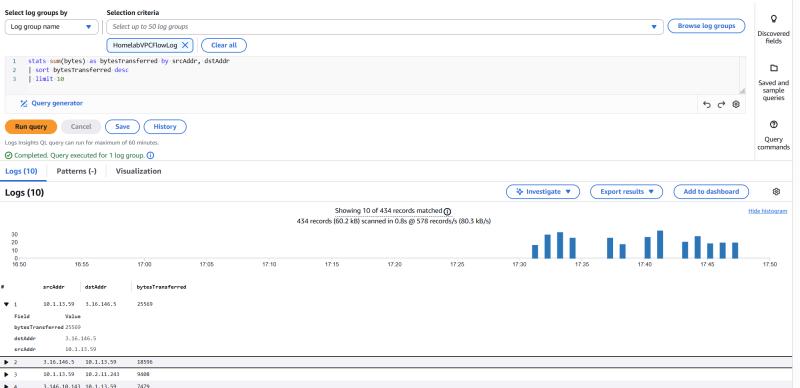 Select log groups by
Selection criteria
Log group name
Select up to 50 log groups
Browse log groups
HomelabVPCFlowLog
Clear all
Discovered
fields
1 stats sum(bytes) as bytesTransferred by srcAddr, dstAddr
2 | sort bytesTransferred desc
3 | limit 10
Saved and
sample
queries
Query generator
Query
commands
Run query
Cancel
Save
History
Logs Insights QL query can run for maximum of 60 minutes.
Completed. Query executed for 1 log group.
Logs (10)
Patterns (-)
Visualization
Logs (10)
Investigate
Export results
Add to dashboard
Showing 10 of 434 records matched
Hide histogram
434 records (60.2 kB) scanned in 0.8s @ 578 records/s (80.3 kB/s)
30
20
10
0
16:50 16:55 17:00 17:05 17:10 17:15 17:20 17:25 17:30 17:35 17:40 17:45 17:50
# srcAddr dstAddr bytesTransferred
1 10.1.13.59 3.16.146.5 25569
Field Value
bytesTransferred 25569
dstAddr 3.16.146.5
srcAddr 10.1.13.59
2 3.16.146.5 10.1.13.59 18596
3 10.1.13.59 10.2.11.243 9408
4 3.146.10.143 10.1.13.59 7479